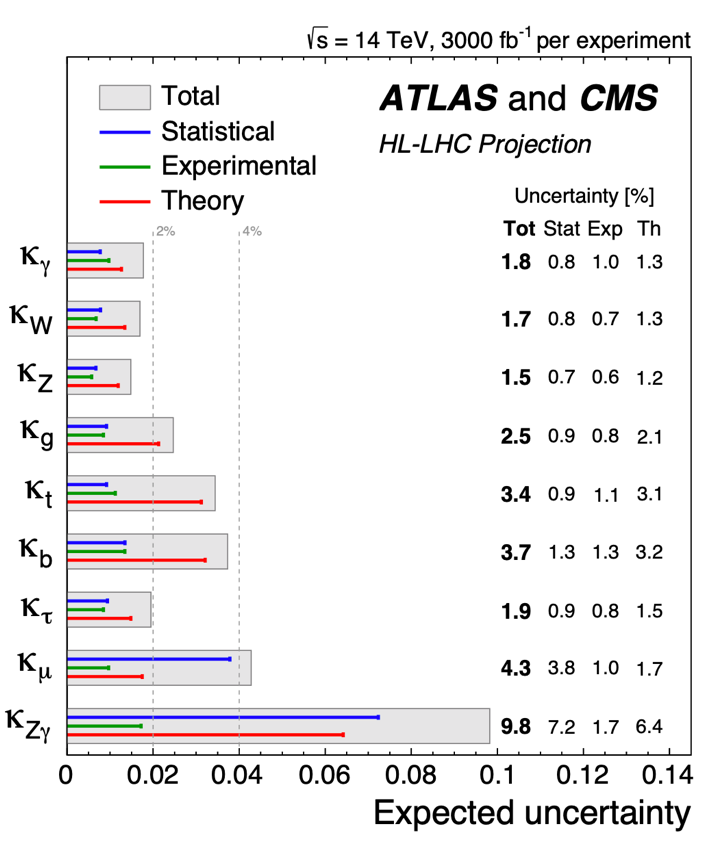 √s = 14 TeV, 3000 fb⁻¹ per experiment
Total
ATLAS and CMS
Statistical
HL-LHC Projection
Experimental
Theory
Uncertainty [%]
Tot Stat Exp Th
2% 4%
κγ 1.8 0.8 1.0 1.3
κW 1.7 0.8 0.7 1.3
κZ 1.5 0.7 0.6 1.2
κg 2.5 0.9 0.8 2.1
κt 3.4 0.9 1.1 3.1
κb 3.7 1.3 1.3 3.2
κτ 1.9 0.9 0.8 1.5
κμ 4.3 3.8 1.0 1.7
κZγ 9.8 7.2 1.7 6.4
0 0.02 0.04 0.06 0.08 0.1 0.12 0.14
Expected uncertainty